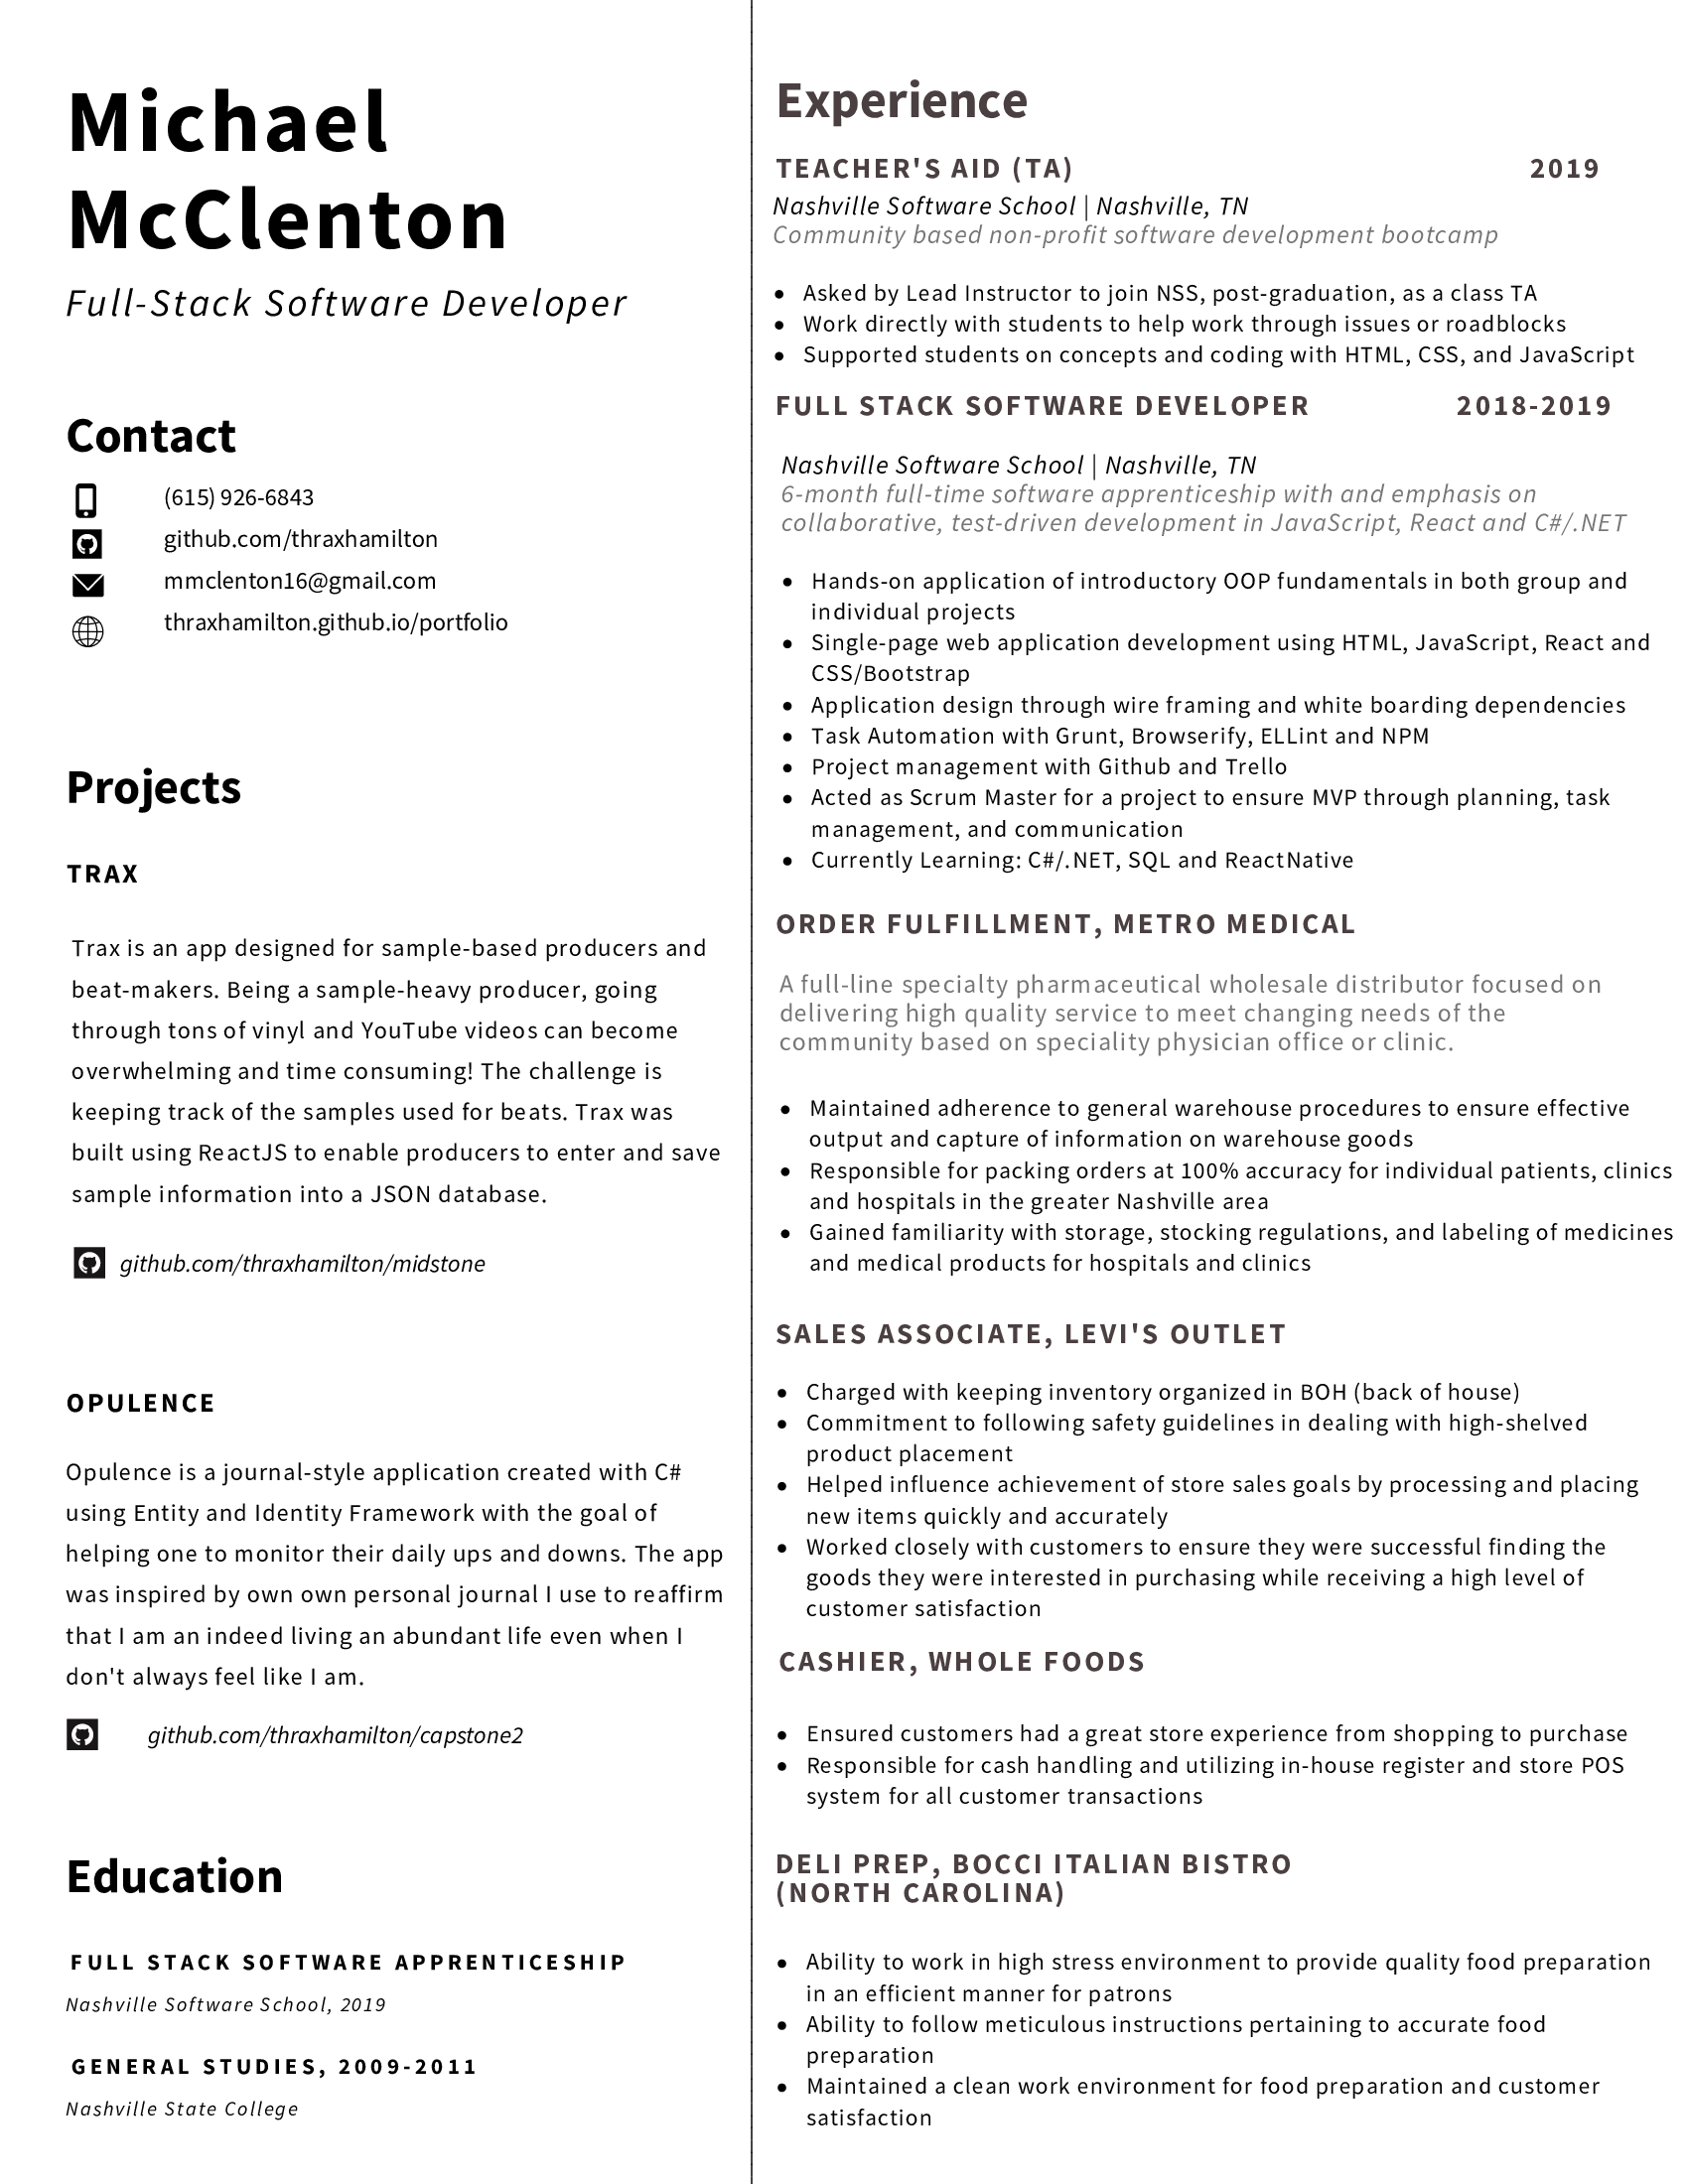 Michael
McClenton
Full-Stack Software Developer
Contact
(615) 926-6843
github.com/thraxhamilton
mmclenton16@gmail.com
thraxhamilton.github.io/portfolio
Projects
TRAX
Trax is an app designed for sample-based producers and
beat-makers. Being a sample-heavy producer, going
through tons of vinyl and YouTube videos can become
overwhelming and time consuming! The challenge is
keeping track of the samples used for beats. Trax was
built using ReactJS to enable producers to enter and save
sample information into a JSON database.
github.com/thraxhamilton/midstone
OPULENCE
Opulence is a journal-style application created with C#
using Entity and Identity Framework with the goal of
helping one to monitor their daily ups and downs. The app
was inspired by own own personal journal I use to reaffirm
that I am an indeed living an abundant life even when I
don't always feel like I am.
github.com/thraxhamilton/capstone2
Education
FULL STACK SOFTWARE APPRENTICESHIP
Nashville Software School, 2019
GENERAL STUDIES, 2009-2011
Nashville State College
Experience
TEACHER'S AID (TA) 2019
Nashville Software School | Nashville, TN
Community based non-profit software development bootcamp
• Asked by Lead Instructor to join NSS, post-graduation, as a class TA
• Work directly with students to help work through issues or roadblocks
• Supported students on concepts and coding with HTML, CSS, and JavaScript
FULL STACK SOFTWARE DEVELOPER 2018-2019
Nashville Software School | Nashville, TN
6-month full-time software apprenticeship with and emphasis on
collaborative, test-driven development in JavaScript, React and C#/.NET
• Hands-on application of introductory OOP fundamentals in both group and
individual projects
• Single-page web application development using HTML, JavaScript, React and
CSS/Bootstrap
• Application design through wire framing and white boarding dependencies
• Task Automation with Grunt, Browserify, ELLint and NPM
• Project management with Github and Trello
• Acted as Scrum Master for a project to ensure MVP through planning, task
management, and communication
• Currently Learning: C#/.NET, SQL and ReactNative
ORDER FULFILLMENT, METRO MEDICAL
A full-line specialty pharmaceutical wholesale distributor focused on
delivering high quality service to meet changing needs of the
community based on speciality physician office or clinic.
• Maintained adherence to general warehouse procedures to ensure effective
output and capture of information on warehouse goods
• Responsible for packing orders at 100% accuracy for individual patients, clinics
and hospitals in the greater Nashville area
• Gained familiarity with storage, stocking regulations, and labeling of medicines
and medical products for hospitals and clinics
SALES ASSOCIATE, LEVI'S OUTLET
• Charged with keeping inventory organized in BOH (back of house)
• Commitment to following safety guidelines in dealing with high-shelved
product placement
• Helped influence achievement of store sales goals by processing and placing
new items quickly and accurately
• Worked closely with customers to ensure they were successful finding the
goods they were interested in purchasing while receiving a high level of
customer satisfaction
CASHIER, WHOLE FOODS
• Ensured customers had a great store experience from shopping to purchase
• Responsible for cash handling and utilizing in-house register and store POS
system for all customer transactions
DELI PREP, BOCCI ITALIAN BISTRO
(NORTH CAROLINA)
• Ability to work in high stress environment to provide quality food preparation
in an efficient manner for patrons
• Ability to follow meticulous instructions pertaining to accurate food
preparation
• Maintained a clean work environment for food preparation and customer
satisfaction